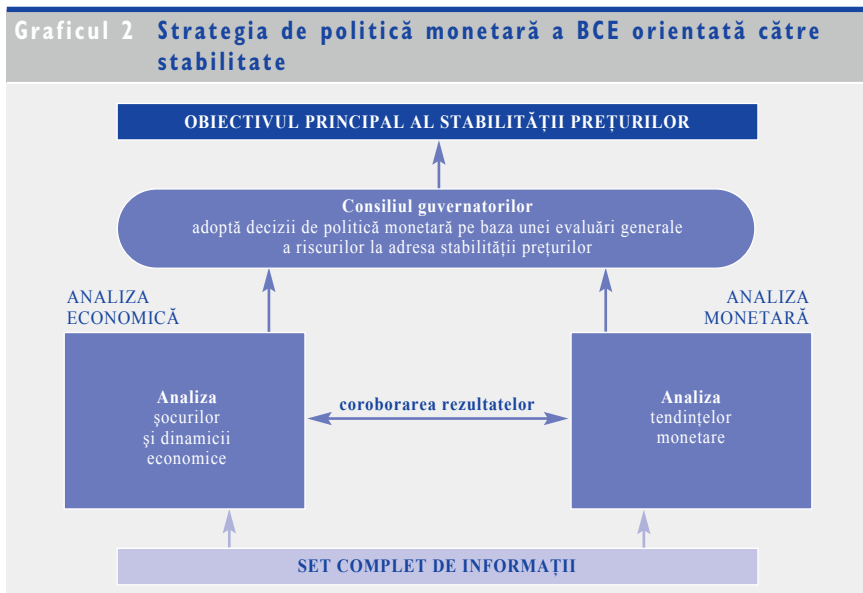 Graficul 2 Strategia de politică monetară a BCE orientată către
stabilitate
OBIECTIVUL PRINCIPAL AL STABILITĂȚII PREȚURILOR
Consiliul guvernatorilor
adoptă decizii de politică monetară pe baza unei evaluări generale
a riscurilor la adresa stabilității prețurilor
ANALIZA
ECONOMICĂ
ANALIZA
MONETARĂ
Analiza
șocurilor
și dinamicii
economice
coroborarea rezultatelor
Analiza
tendințelor
monetare
SET COMPLET DE INFORMAȚII